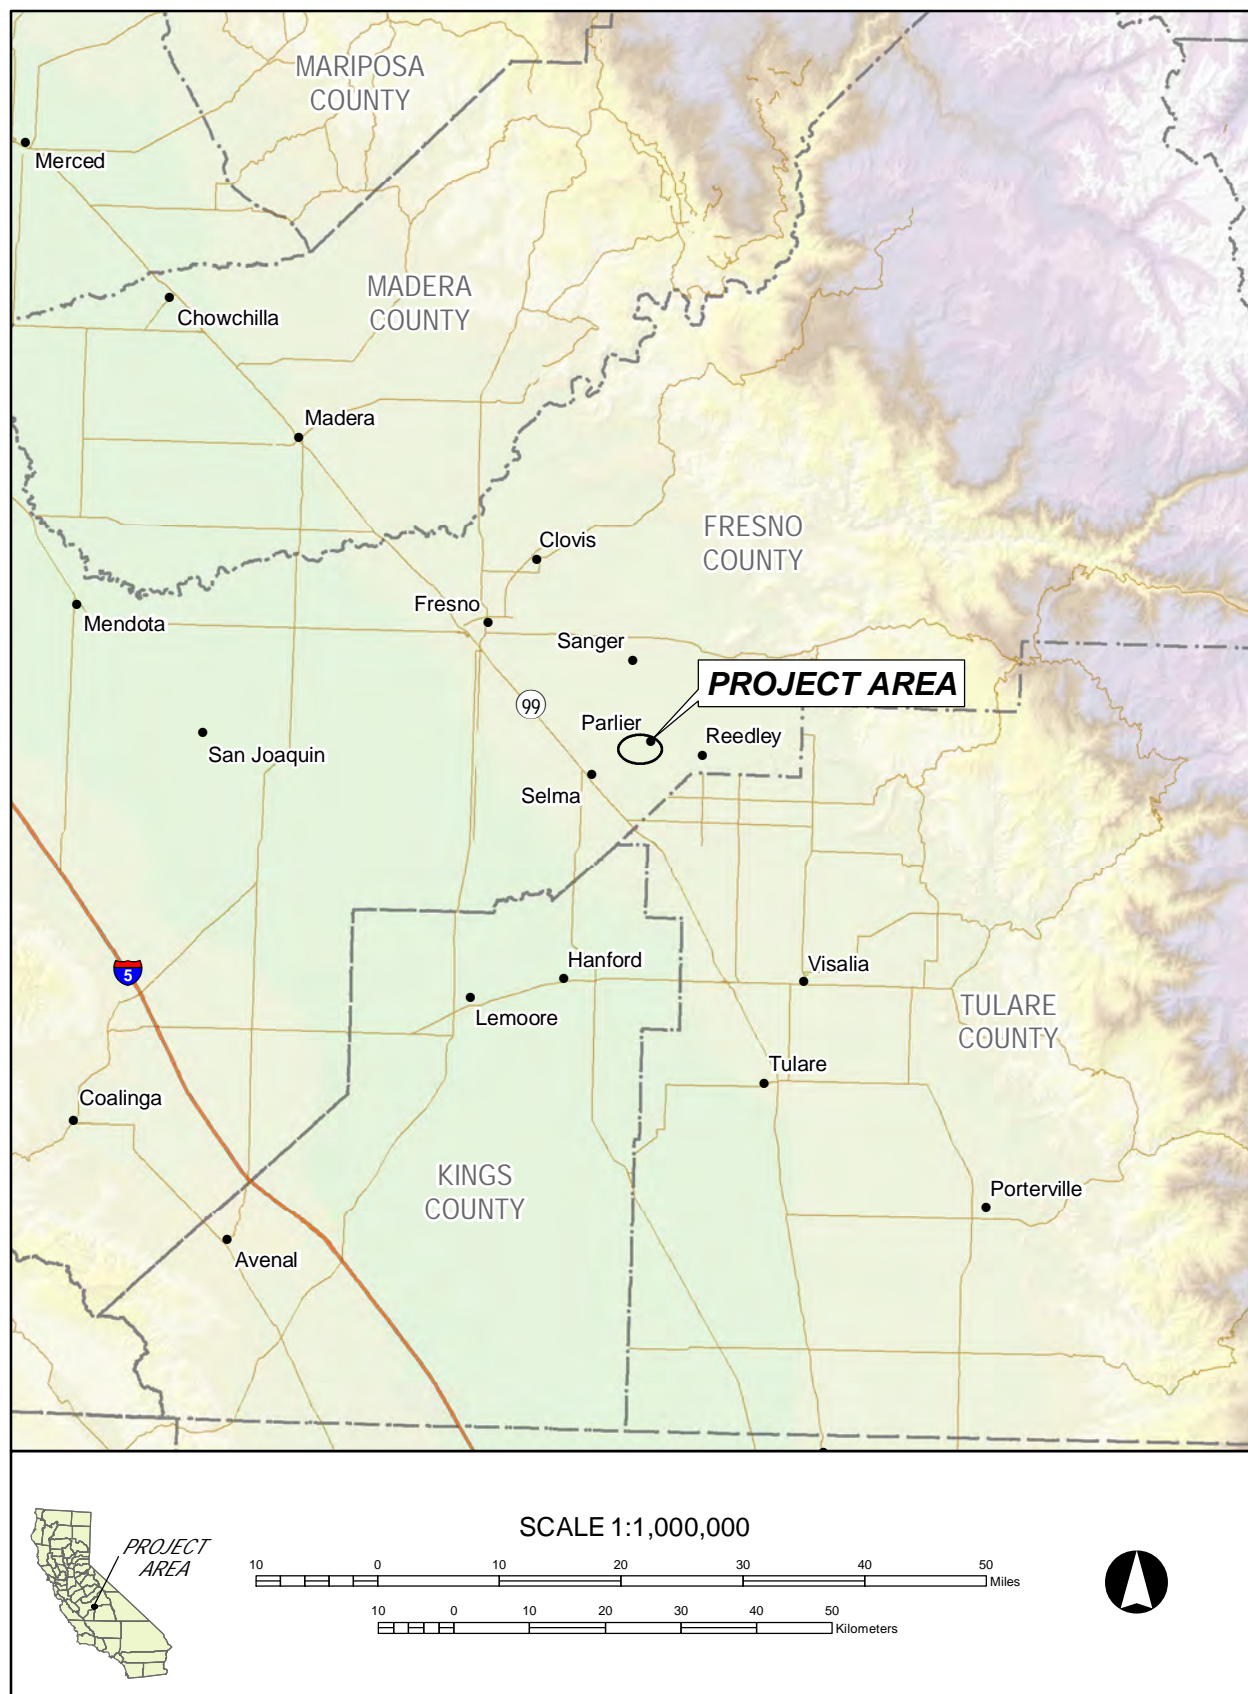 MARIPOSA
COUNTY
Merced
MADERA
COUNTY
Chowchilla
Madera
Clovis
FRESNO
COUNTY
Fresno
Mendota
Sanger
PROJECT AREA
99
Parlier
Reedley
San Joaquin
Selma
5
Hanford
Visalia
Lemoore
TULARE
COUNTY
Tulare
Coalinga
KINGS
COUNTY
Porterville
Avenal
PROJECT
AREA
SCALE 1:1,000,000
10 0 10 20 30 40 50
Miles
10 0 10 20 30 40 50
Kilometers